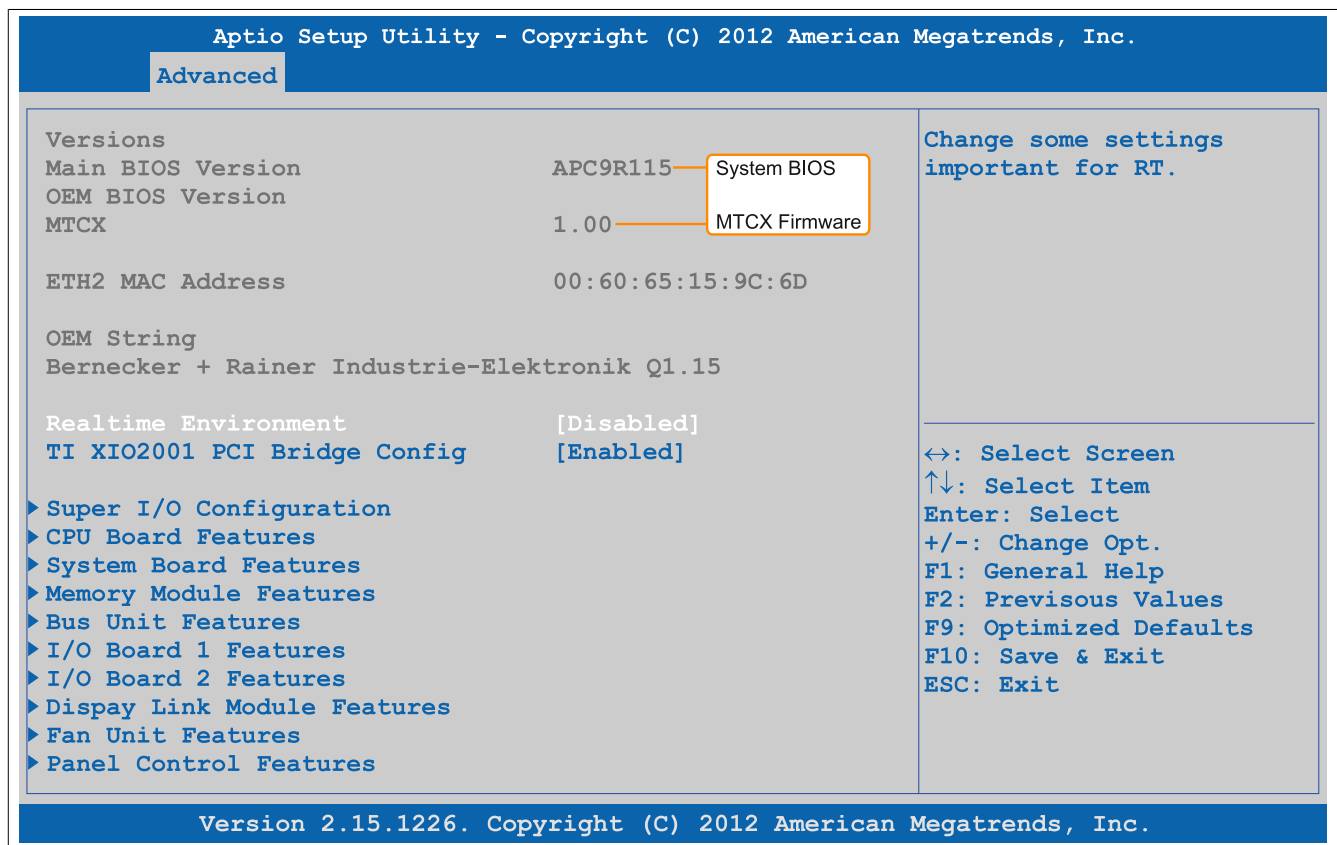 Aptio Setup Utility - Copyright (C) 2012 American Megatrends, Inc.
Advanced
Versions
Main BIOS Version APC9R115 System BIOS
OEM BIOS Version
MTCX 1.00 MTCX Firmware
ETH2 MAC Address 00:60:65:15:9C:6D
OEM String
Bernecker + Rainer Industrie-Elektronik Q1.15
Realtime Environment [Disabled]
TI XIO2001 PCI Bridge Config [Enabled]
Super I/O Configuration
CPU Board Features
System Board Features
Memory Module Features
Bus Unit Features
I/O Board 1 Features
I/O Board 2 Features
Dispay Link Module Features
Fan Unit Features
Panel Control Features
Change some settings
important for RT.
↔: Select Screen
↑↓: Select Item
Enter: Select
+/-: Change Opt.
F1: General Help
F2: Previsous Values
F9: Optimized Defaults
F10: Save & Exit
ESC: Exit
Version 2.15.1226. Copyright (C) 2012 American Megatrends, Inc.